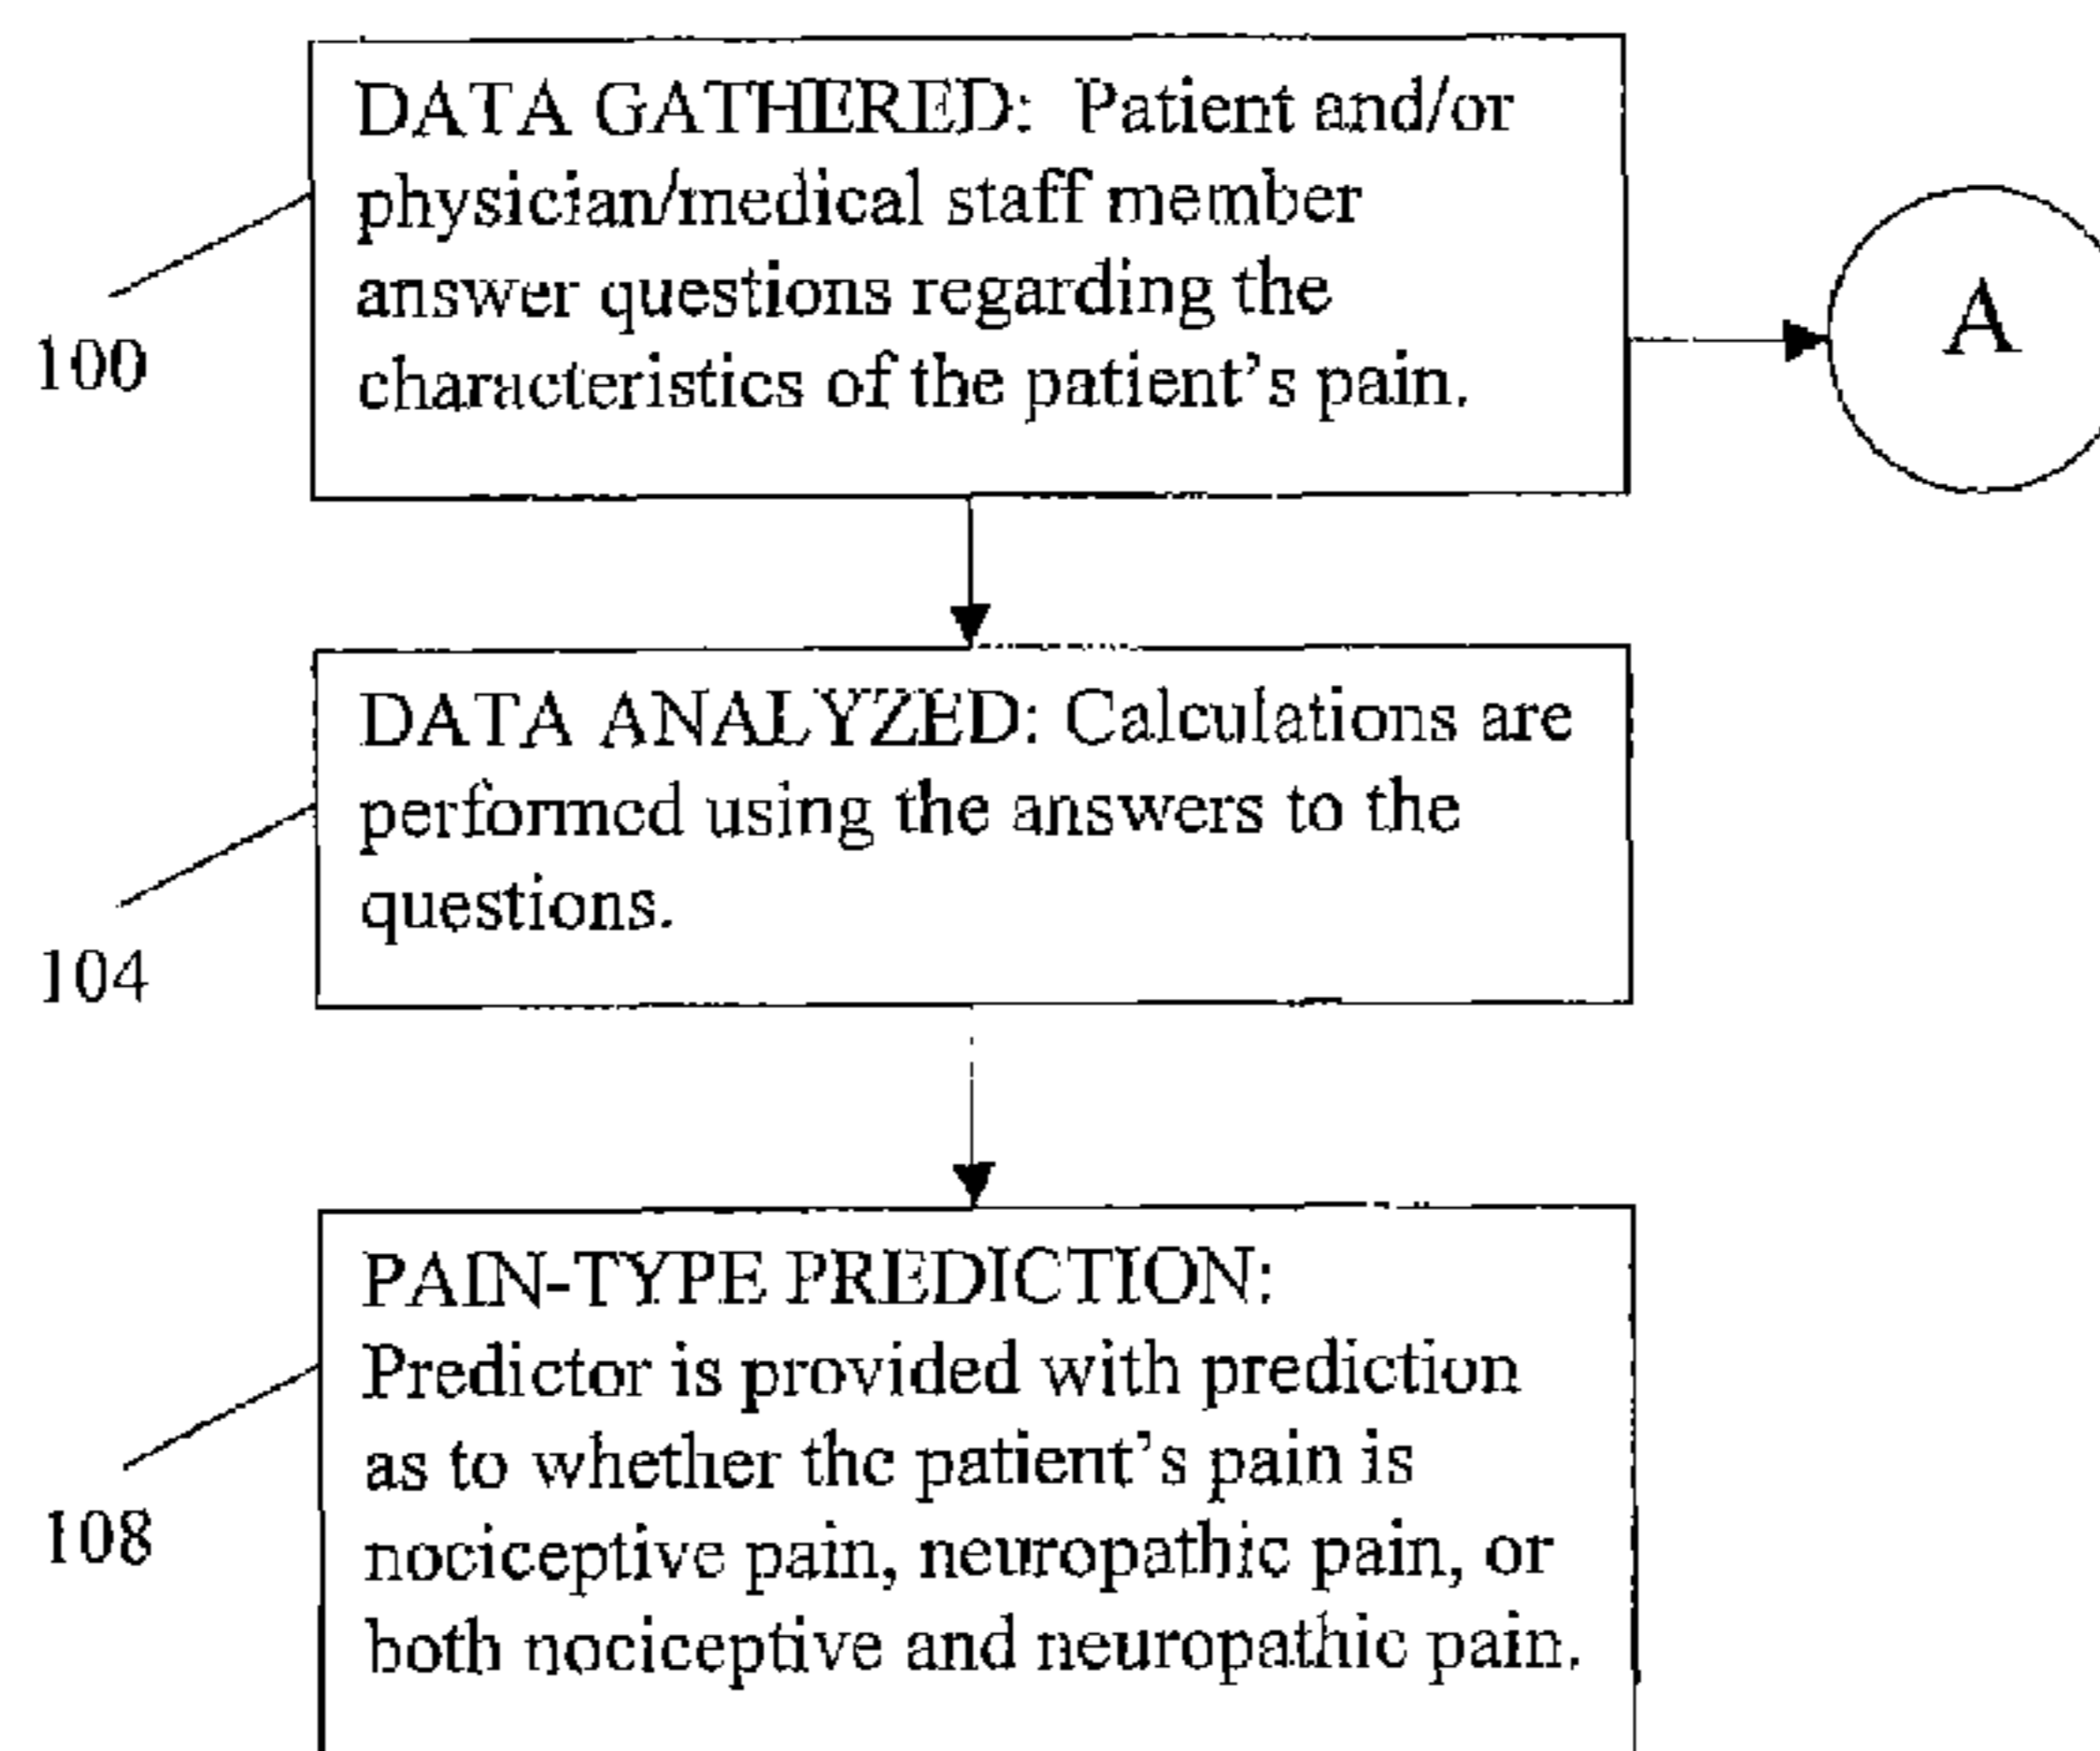 DATA GATHERED: Patient and/or
physician/medical staff member
answer questions regarding the
characteristics of the patient's pain.
A
100
DATA ANALYZED: Calculations are
performed using the answers to the
questions.
104
PAIN-TYPE PREDICTION:
Predictor is provided with prediction
as to whether the patient's pain is
nociceptive pain, neuropathic pain, or
both nociceptive and neuropathic pain.
108